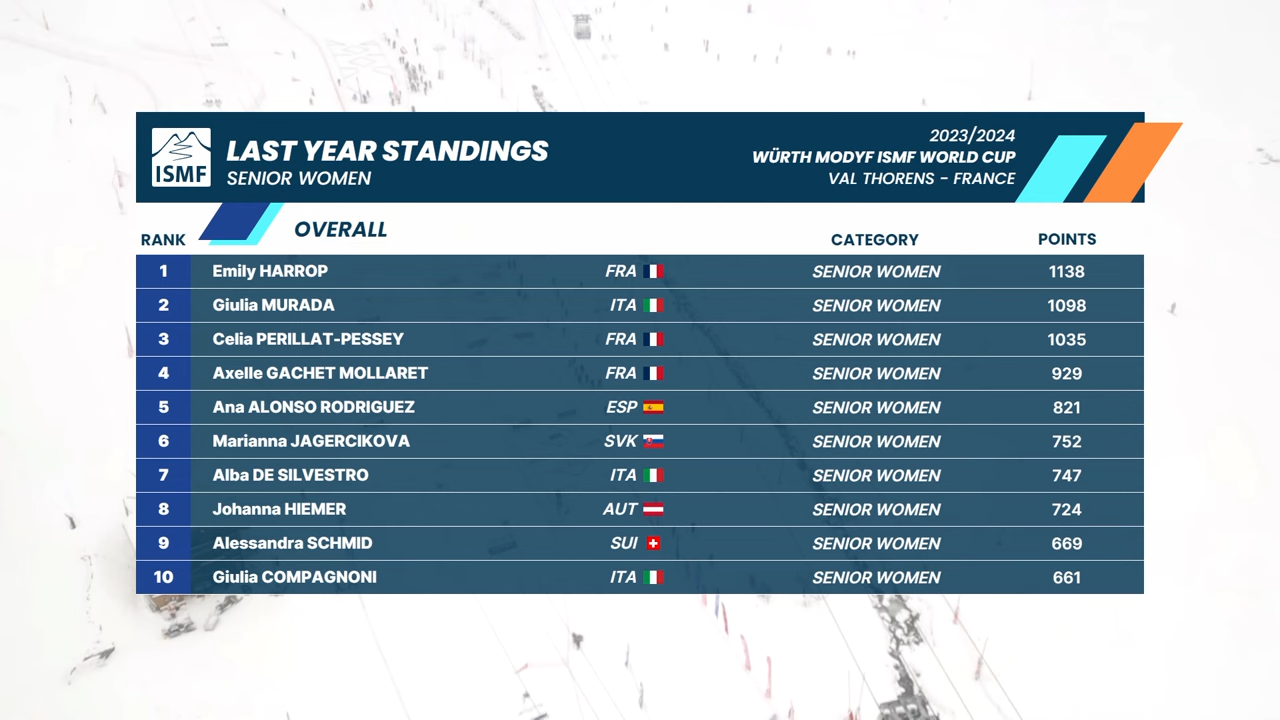 ISMF
LAST YEAR STANDINGS
SENIOR WOMEN
2023/2024
WÜRTH MODYF ISMF WORLD CUP
VAL THORENS - FRANCE
RANK OVERALL CATEGORY POINTS
1 Emily HARROP FRA SENIOR WOMEN 1138
2 Giulia MURADA ITA SENIOR WOMEN 1098
3 Celia PERILLAT-PESSEY FRA SENIOR WOMEN 1035
4 Axelle GACHET MOLLARET FRA SENIOR WOMEN 929
5 Ana ALONSO RODRIGUEZ ESP SENIOR WOMEN 821
6 Marianna JAGERCIKOVA SVK SENIOR WOMEN 752
7 Alba DE SILVESTRO ITA SENIOR WOMEN 747
8 Johanna HIEMER AUT SENIOR WOMEN 724
9 Alessandra SCHMID SUI SENIOR WOMEN 669
10 Giulia COMPAGNONI ITA SENIOR WOMEN 661